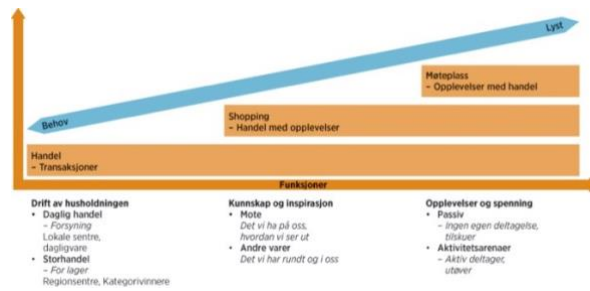 Lyst
Møteplass
– Opplevelser med handel
Behov
Shopping
– Handel med opplevelser
Handel
– Transaksjoner
Funksjoner
Drift av husholdningen
• Daglig handel
– Forsyning
Lokale sentre,
dagligvare
• Storhandel
– For lager
Regionsentre, Kategorivinnere
Kunnskap og inspirasjon
• Mote
Det vi ha på oss,
hvordan vi ser ut
• Andre varer
Det vi har rundt og i oss
Opplevelser og spenning
• Passiv
– Ingen egen deltagelse,
tilskuer
• Aktivitetsarenaer
– Aktiv deltager,
utøver